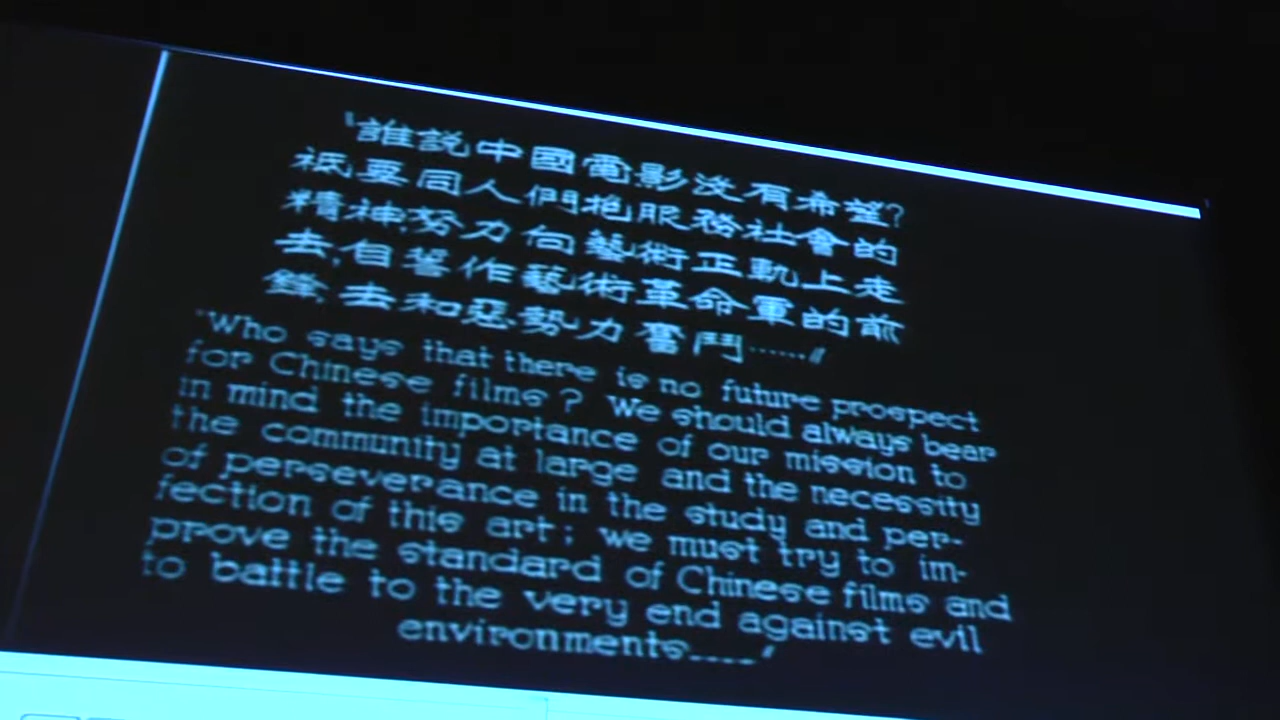 "誰説中國電影没有希望?
祇要同人們抱服務社會的
精神,努力向藝術正軌上走
去,自誓作藝術革命軍的前
鋒,去和惡勢力奮鬥……"
"Who says that there is no future prospect
for Chinese films? We should always bear
in mind the importance of our mission to
the community at large and the necessity
of perseverance in the study and per-
fection of this art; we must try to im-
prove the standard of Chinese films and
to battle to the very end against evil
environments....."